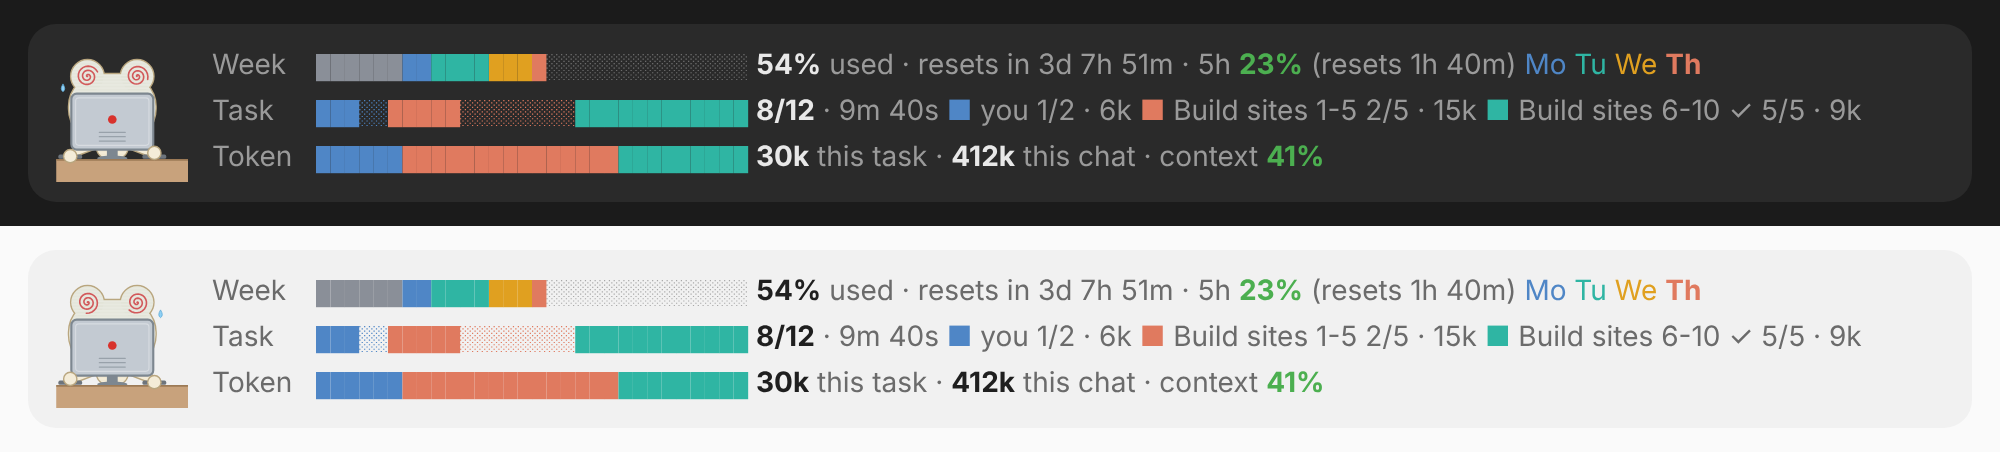 Week 54% used · resets in 3d 7h 51m · 5h 23% (resets 1h 40m) Mo Tu We Th
Task 8/12 · 9m 40s you 1/2 · 6k Build sites 1-5 2/5 · 15k Build sites 6-10 ✓ 5/5 · 9k
Token 30k this task · 412k this chat · context 41%
Week 54% used · resets in 3d 7h 51m · 5h 23% (resets 1h 40m) Mo Tu We Th
Task 8/12 · 9m 40s you 1/2 · 6k Build sites 1-5 2/5 · 15k Build sites 6-10 ✓ 5/5 · 9k
Token 30k this task · 412k this chat · context 41%